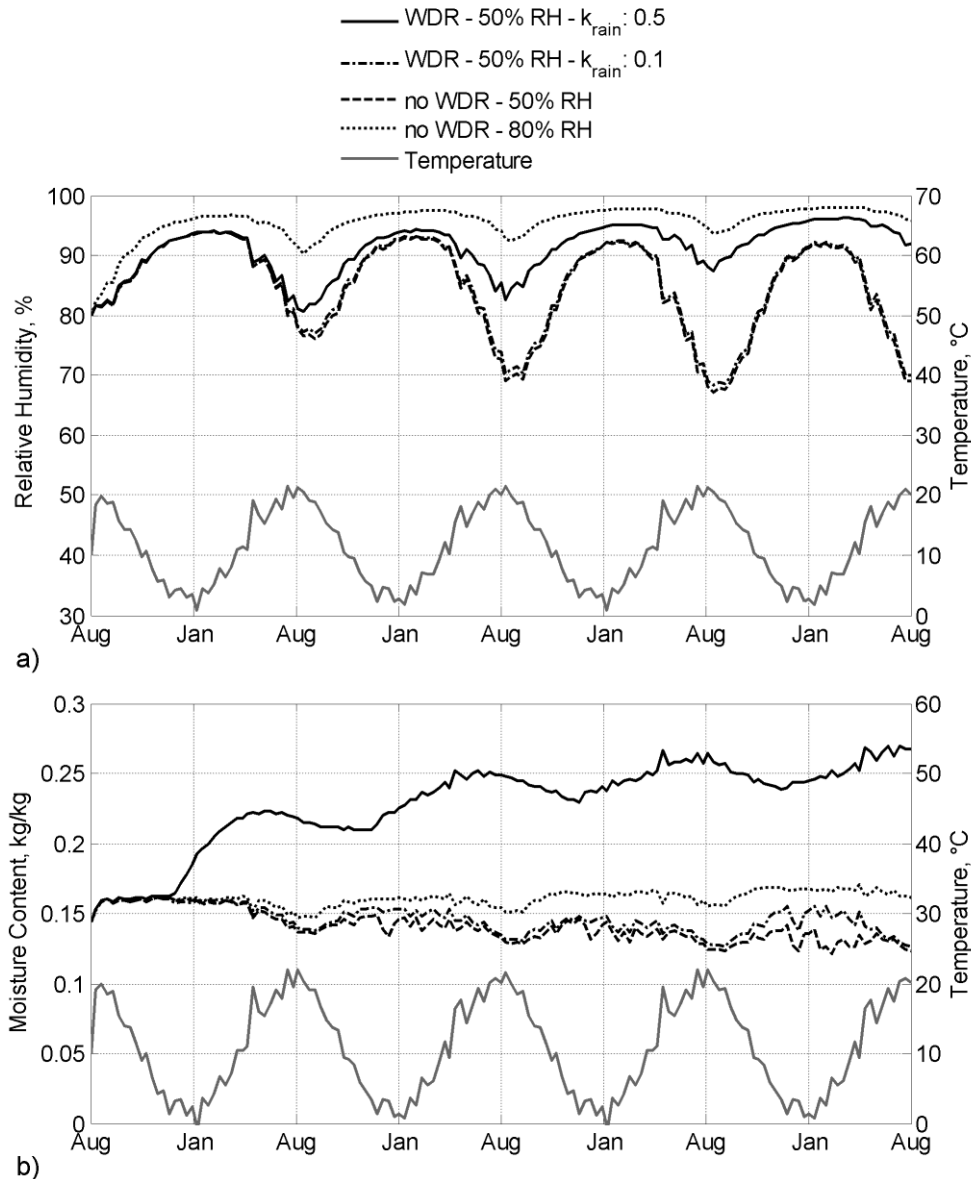 WDR - 50% RH - k_rain: 0.5
WDR - 50% RH - k_rain: 0.1
no WDR - 50% RH
no WDR - 80% RH
Temperature
100
90
80
70
60
50
40
30
Relative Humidity, %
70
60
50
40
30
20
10
0
Temperature, °C
Aug Jan Aug Jan Aug Jan Aug Jan Aug
a)
0.3
0.25
0.2
0.15
0.1
0.05
0
Moisture Content, kg/kg
60
50
40
30
20
10
0
Temperature, °C
Aug Jan Aug Jan Aug Jan Aug Jan Aug
b)